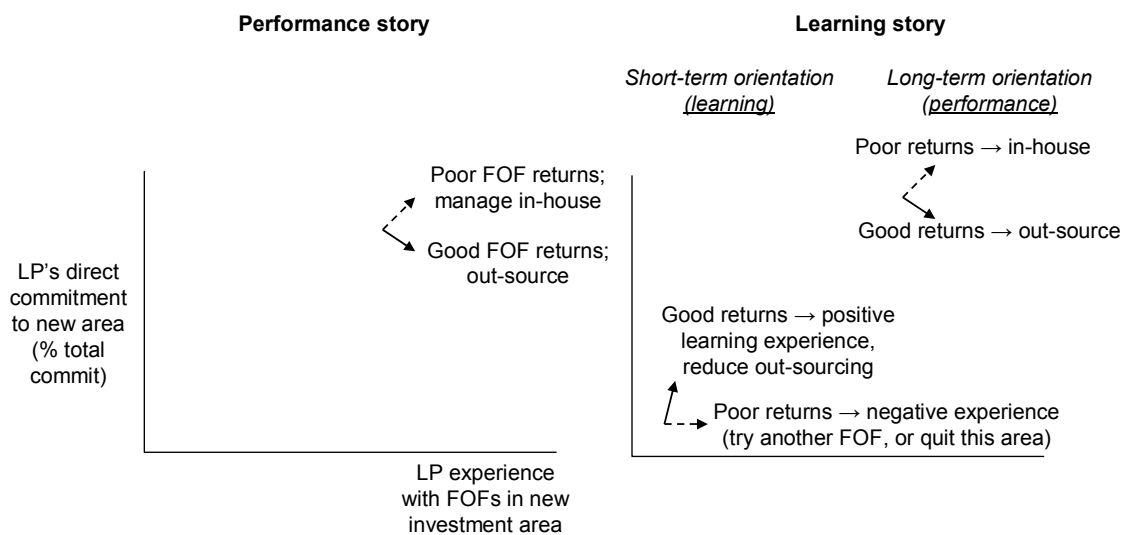 Performance story
Poor FOF returns;
manage in-house
Good FOF returns;
out-source
LP's direct
commitment
to new area
(% total
commit)
LP experience
with FOFs in new
investment area
Learning story
Short-term orientation
(learning)
Long-term orientation
(performance)
Poor returns → in-house
Good returns → out-source
Good returns → positive
learning experience,
reduce out-sourcing
Poor returns → negative experience
(try another FOF, or quit this area)